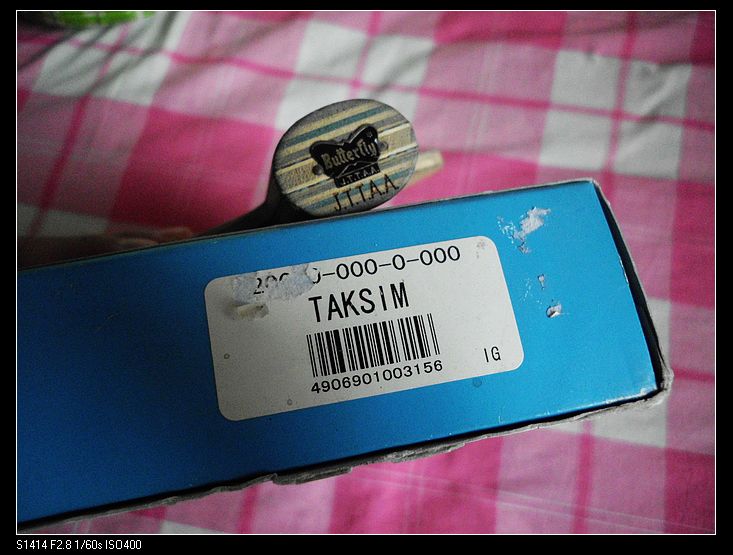 Butterfly
J.T.T.A.A
J.T.T.A.A
0-000-0-000
TAKSIM
4906901003156
IG
S1414 F2.8 1/60s ISO400